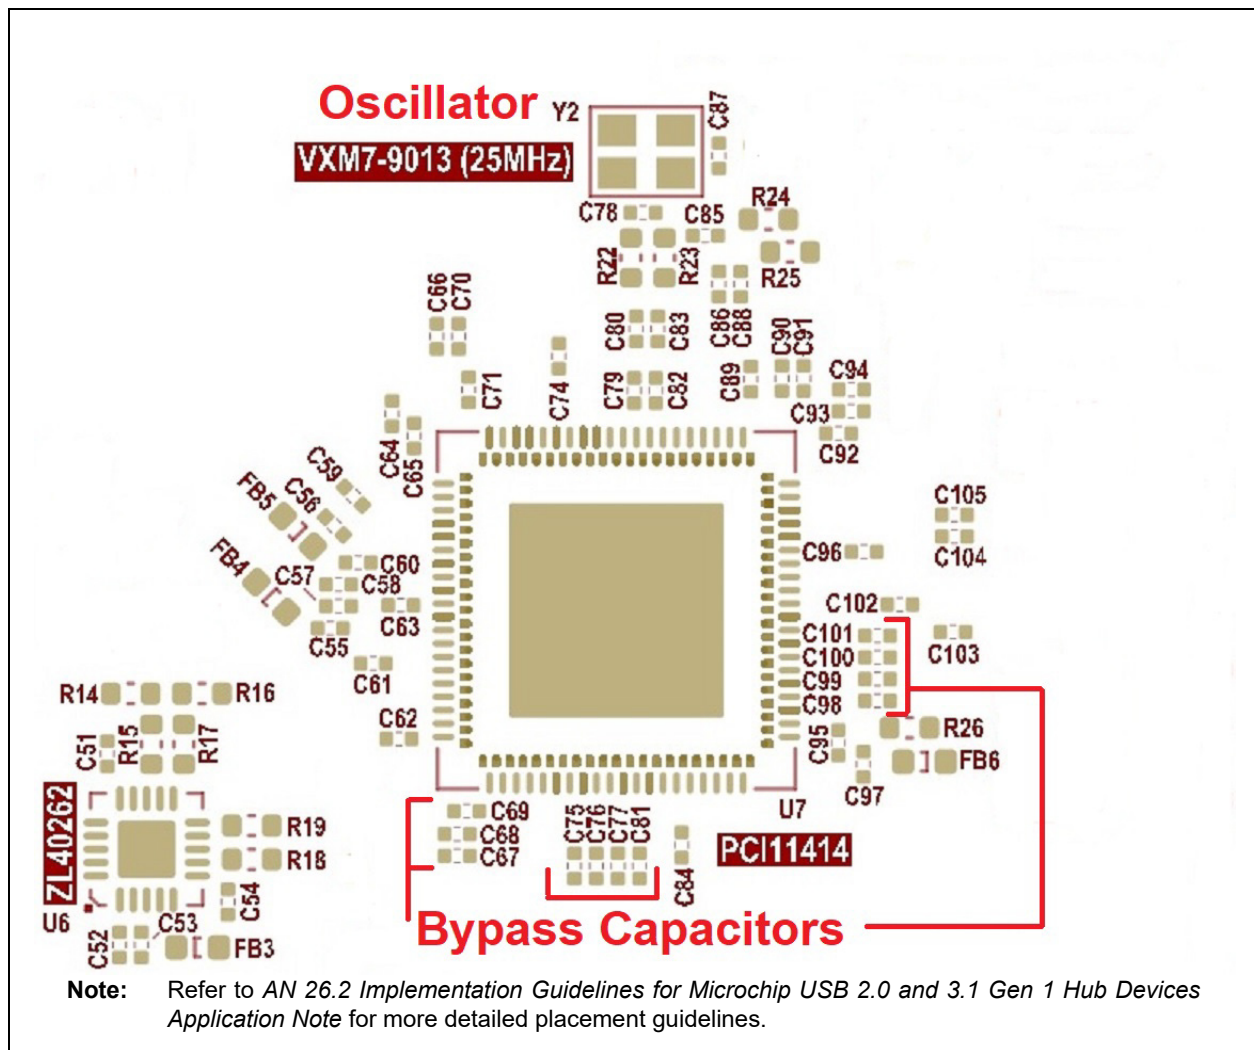 Oscillator
Y2
C87
VXM7-9013 (25MHz)
C78
C85
R24
R22
R23
R25
C66
C70
C80
C83
C86
C88
C90
C91
C71
C74
C79
C82
C89
C94
C93
C92
C64
C65
C59
C56
FB5
C105
C104
C96
FB4
C57
C60
C58
C63
C55
C102
C101
C100
C99
C98
C103
C61
R14
R16
C62
C51
R15
R17
C95
R26
FB6
C97
ZL40262
C69
C68
C67
C75
C76
C77
C81
U7
R19
R18
PCI11414
C84
U6
C54
C53
C52
FB3
Bypass Capacitors
Note: Refer to AN 26.2 Implementation Guidelines for Microchip USB 2.0 and 3.1 Gen 1 Hub Devices
Application Note for more detailed placement guidelines.